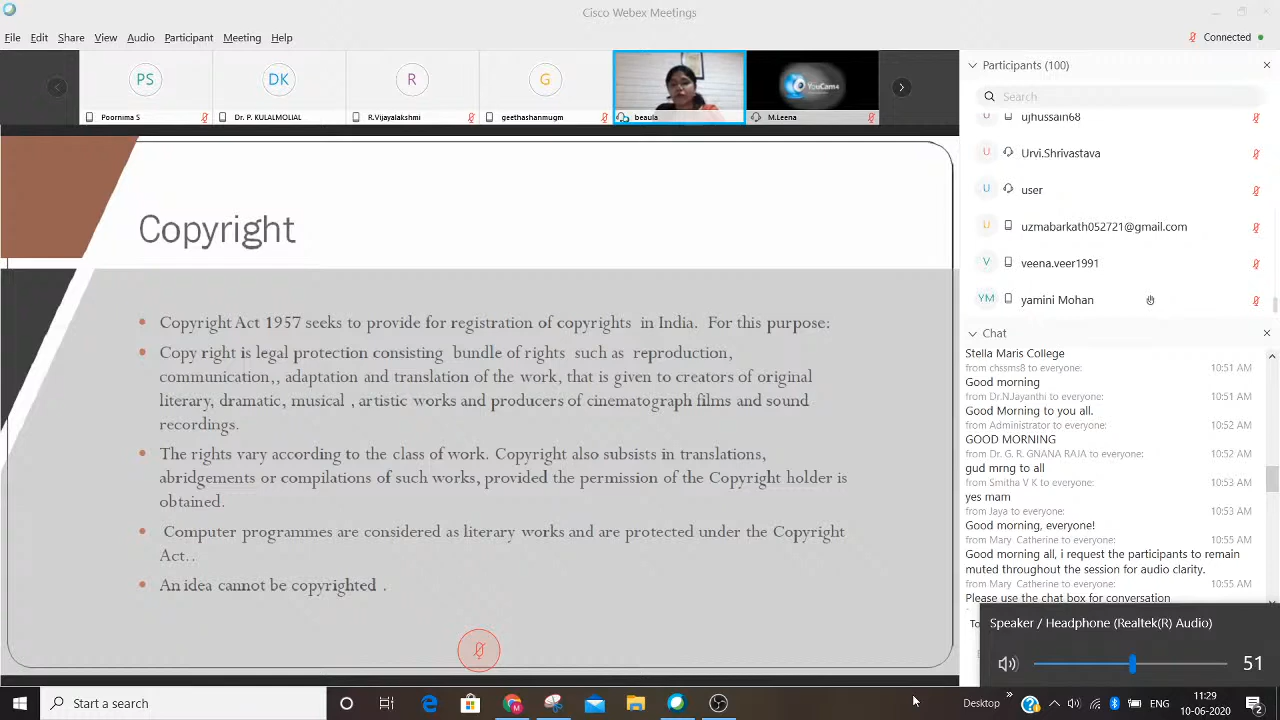 Cisco Webex Meetings
File Edit Share View Audio Participant Meeting Help
Connected
PS
DK
R
G
YouCam4
Poornima S
Dr. P. KULALMOLIAL
R.Vijayalakshmi
geethashanmugm
beaula
M.Leena
Participants (100)
Search
ujhussain68
U Urvi.Shrivastava
U user
U uzmabarkath052721@gmail.com
V veena.veer1991
YM yamini Mohan
Chat
Stella Maris College
from chssms8 to everyone: 10:51 AM
Good morning
from Dr.N.Jayanthi to everyone: 10:51 AM
Good Morning to you all.
from Administrator to everyone: 10:52 AM
GOOD MORNING
from Dr. G. R. GNANA RAJA to everyone: 10:52 AM
gud mrng to all
from Smitha V K to everyone: 10:53 AM
yes mam
from Jaya to everyone: 10:53 AM
Good morning, everyone!
from Mary Catherine to everyone: 10:55 AM
Good morning all, i request the participants to remain
muted throughout the session for audio clarity.
from Mary Catherine to everyone: 10:55 AM
Please use the chat box for conversation
To
Speaker / Headphone (Realtek(R) Audio)
51
Copyright
• Copyright Act 1957 seeks to provide for registration of copyrights in India. For this purpose:
• Copy right is legal protection consisting bundle of rights such as reproduction,
communication,, adaptation and translation of the work, that is given to creators of original
literary, dramatic, musical , artistic works and producers of cinematograph films and sound
recordings.
• The rights vary according to the class of work. Copyright also subsists in translations,
abridgements or compilations of such works, provided the permission of the Copyright holder is
obtained.
• Computer programmes are considered as literary works and are protected under the Copyright
Act..
• An idea cannot be copyrighted .
Start a search
Desktop
ENG
11:29
10-06-2020